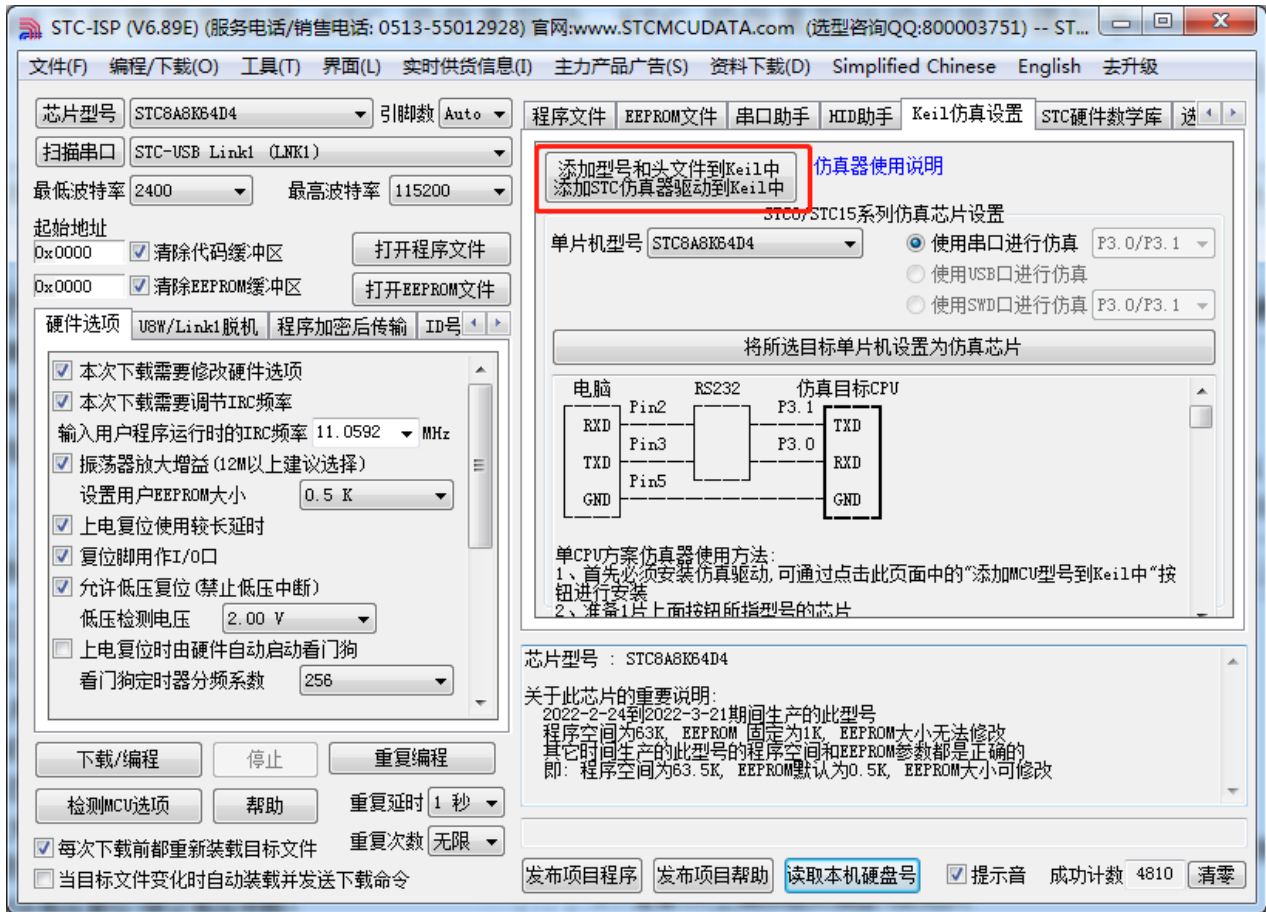 STC-ISP (V6.89E) (服务电话/销售电话: 0513-55012928) 官网:www.STCMCUDATA.com (选型咨询QQ:800003751) -- ST...
文件(F) 编程/下载(O) 工具(T) 界面(L) 实时供货信息(I) 主力产品广告(S) 资料下载(D) Simplified Chinese English 去升级
芯片型号 STC8A8K64D4 引脚数 Auto
扫描串口 STC-USB Link1 (LNK1)
最低波特率 2400 最高波特率 115200
起始地址
0x0000 清除代码缓冲区 打开程序文件
0x0000 清除EEPROM缓冲区 打开EEPROM文件
硬件选项 U8W/Link1脱机 程序加密后传输 ID号
本次下载需要修改硬件选项
本次下载需要调节IRC频率
输入用户程序运行时的IRC频率 11.0592 MHz
振荡器放大增益(12M以上建议选择)
设置用户EEPROM大小 0.5 K
上电复位使用较长延时
复位脚用作I/O口
允许低压复位(禁止低压中断)
低压检测电压 2.00 V
上电复位时由硬件自动启动看门狗
看门狗定时器分频系数 256
下载/编程 停止 重复编程
检测MCU选项 帮助 重复延时 1 秒
每次下载前都重新装载目标文件 重复次数 无限
当目标文件变化时自动装载并发送下载命令
程序文件 EEPROM文件 串口助手 HID助手 Keil仿真设置 STC硬件数学库 选
添加型号和头文件到Keil中
添加STC仿真器驱动到Keil中
仿真器使用说明
STC8/STC15系列仿真芯片设置
单片机型号 STC8A8K64D4 使用串口进行仿真 P3.0/P3.1
使用USB口进行仿真
使用SWD口进行仿真 P3.0/P3.1
将所选目标单片机设置为仿真芯片
电脑 RS232 仿真目标CPU
Pin2 P3.1
RXD TXD
Pin3 P3.0
TXD RXD
Pin5
GND GND
单CPU方案仿真器使用方法:
1、首先必须安装仿真驱动,可通过点击此页面中的"添加MCU型号到Keil中"按
钮进行安装
2、准备1片上面按钮所指型号的芯片
芯片型号 : STC8A8K64D4
关于此芯片的重要说明:
2022-2-24到2022-3-21期间生产的此型号
程序空间为63K, EEPROM 固定为1K, EEPROM大小无法修改
其它时间生产的此型号的程序空间和EEPROM参数都是正确的
即: 程序空间为63.5K, EEPROM默认为0.5K, EEPROM大小可修改
发布项目程序 发布项目帮助 读取本机硬盘号 提示音 成功计数 4810 清零